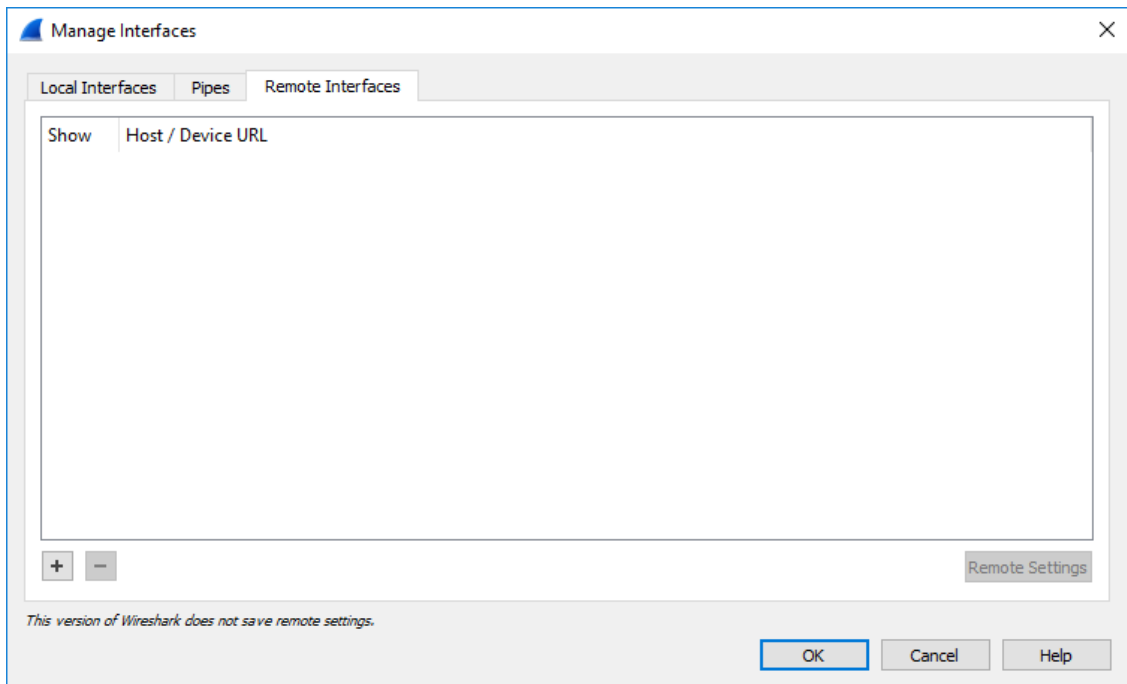 Manage Interfaces
Local Interfaces Pipes Remote Interfaces
Show Host / Device URL
+ − Remote Settings
This version of Wireshark does not save remote settings.
OK Cancel Help